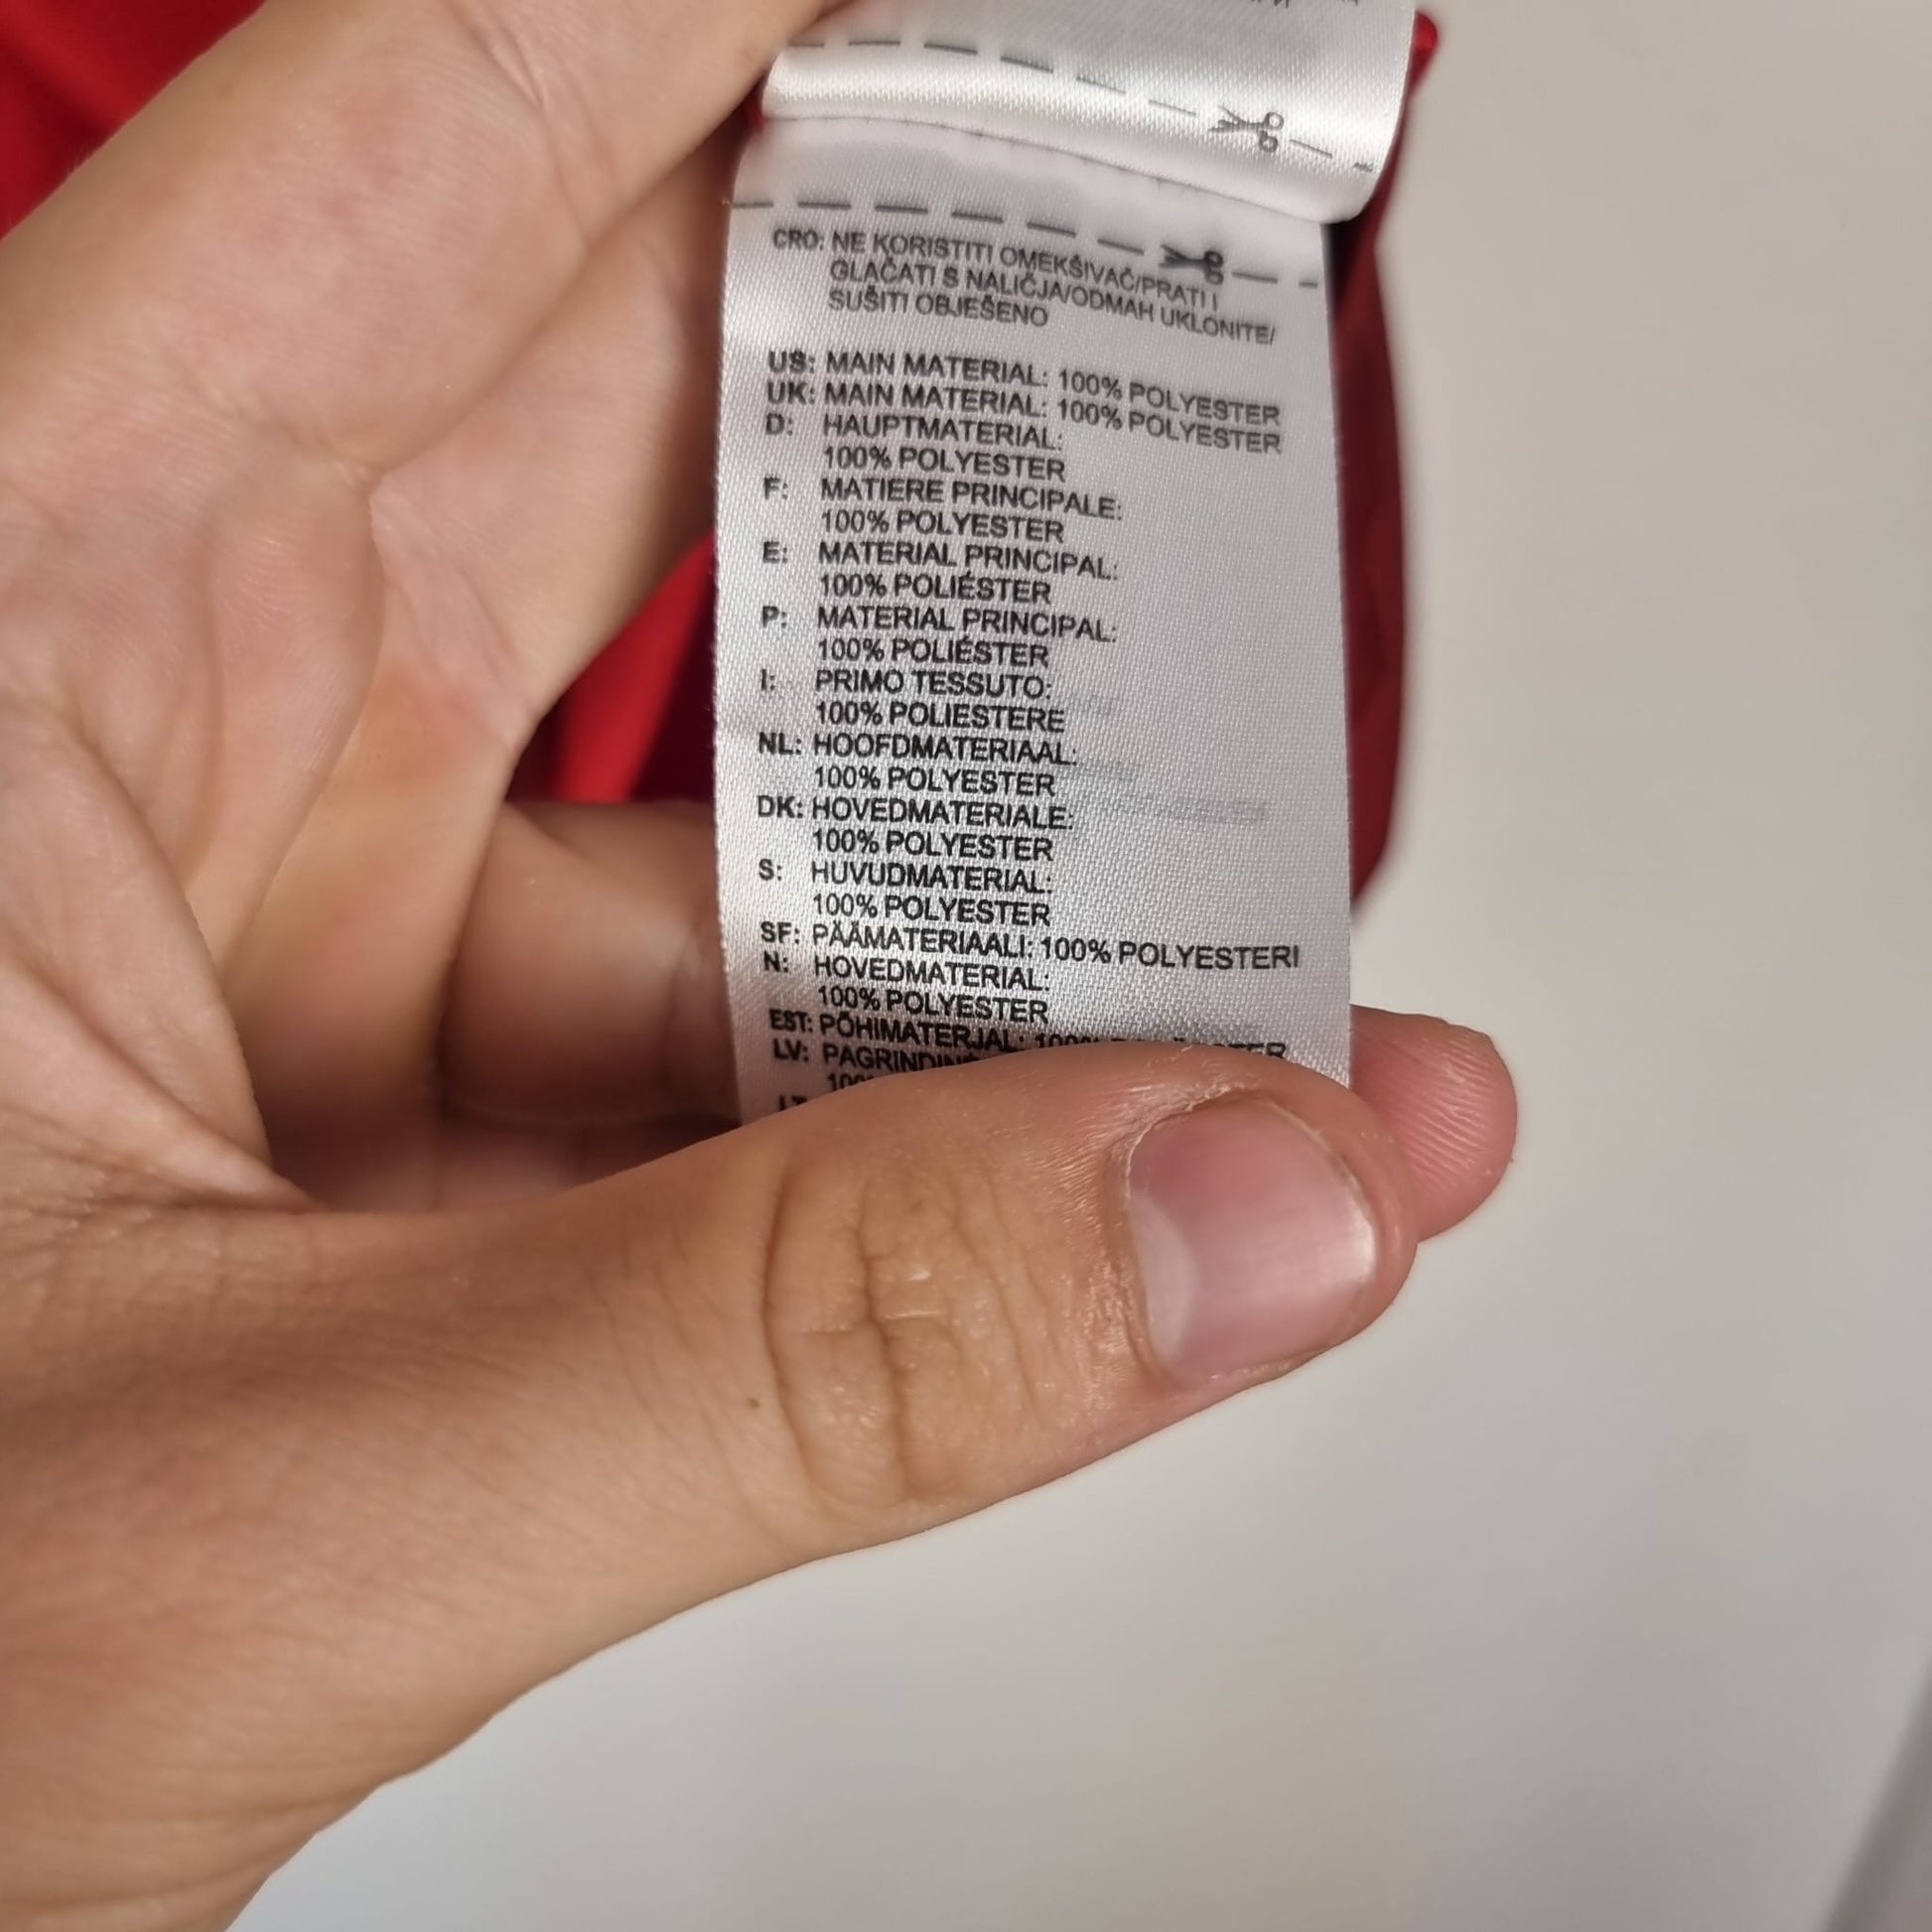 CRO: NE KORISTITI OMEKŠIVAČ/PRATI I
GLAČATI S NALIČJA/ODMAH UKLONITE/
SUŠITI OBJEŠENO
US: MAIN MATERIAL: 100% POLYESTER
UK: MAIN MATERIAL: 100% POLYESTER
D: HAUPTMATERIAL:
100% POLYESTER
F: MATIERE PRINCIPALE:
100% POLYESTER
E: MATERIAL PRINCIPAL:
100% POLIÉSTER
P: MATERIAL PRINCIPAL:
100% POLIÉSTER
I: PRIMO TESSUTO:
100% POLIESTERE
NL: HOOFDMATERIAAL:
100% POLYESTER
DK: HOVEDMATERIALE:
100% POLYESTER
S: HUVUDMATERIAL:
100% POLYESTER
SF: PÄÄMATERIAALI: 100% POLYESTERI
N: HOVEDMATERIAL:
100% POLYESTER
EST: PÕHIMATERJAL: 100%
LV: